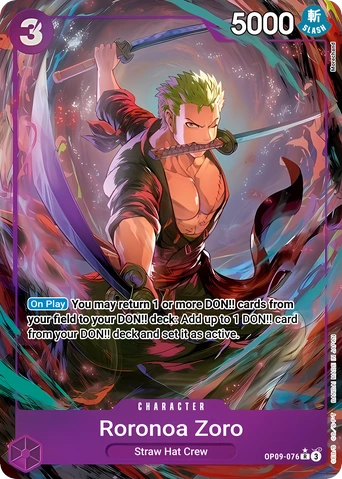 3
5000
斬
SLASH
On Play You may return 1 or more DON!! cards from
your field to your DON!! deck: Add up to 1 DON!! card
from your DON!! deck and set it as active.
CHARACTER
Roronoa Zoro
Straw Hat Crew
OP09-076 R 3